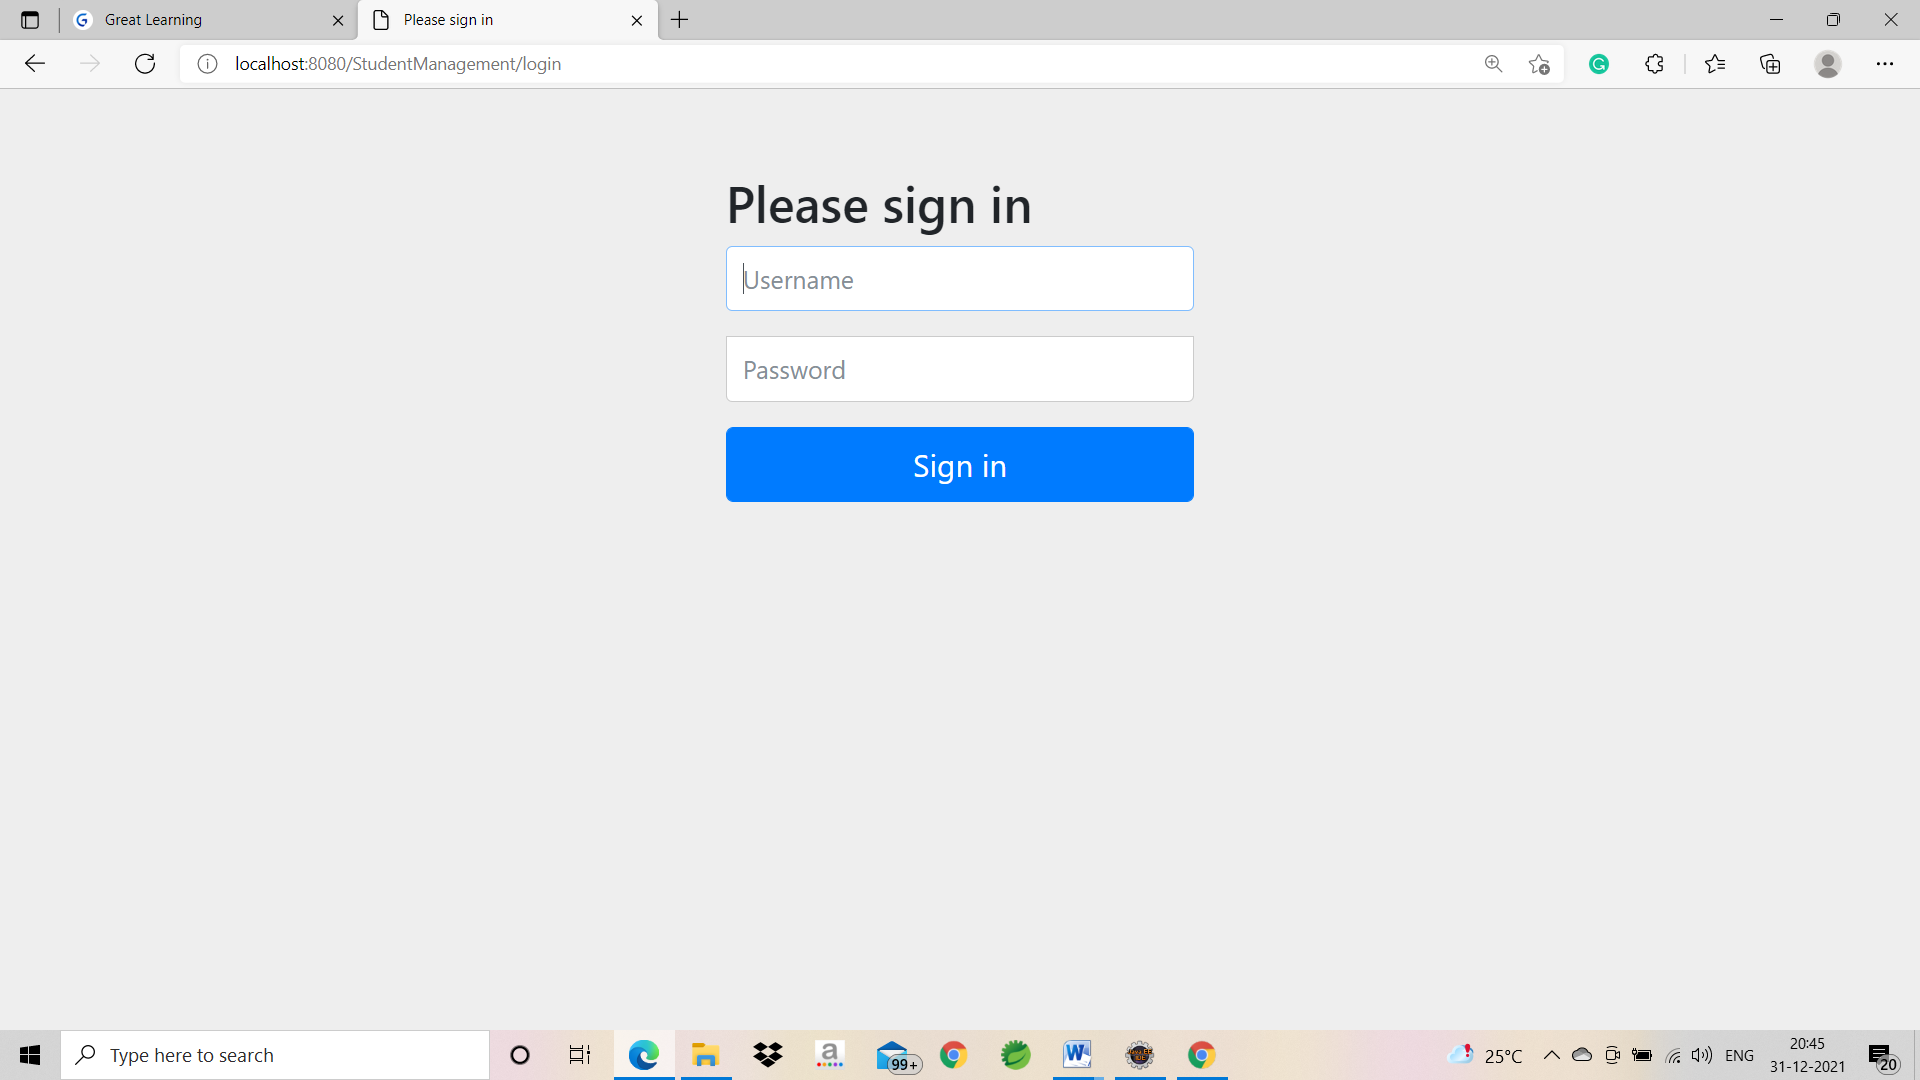 Great Learning
Please sign in
localhost:8080/StudentManagement/login
Please sign in
Username
Password
Sign in
Type here to search
99+
25°C
ENG
20:45
31-12-2021
20